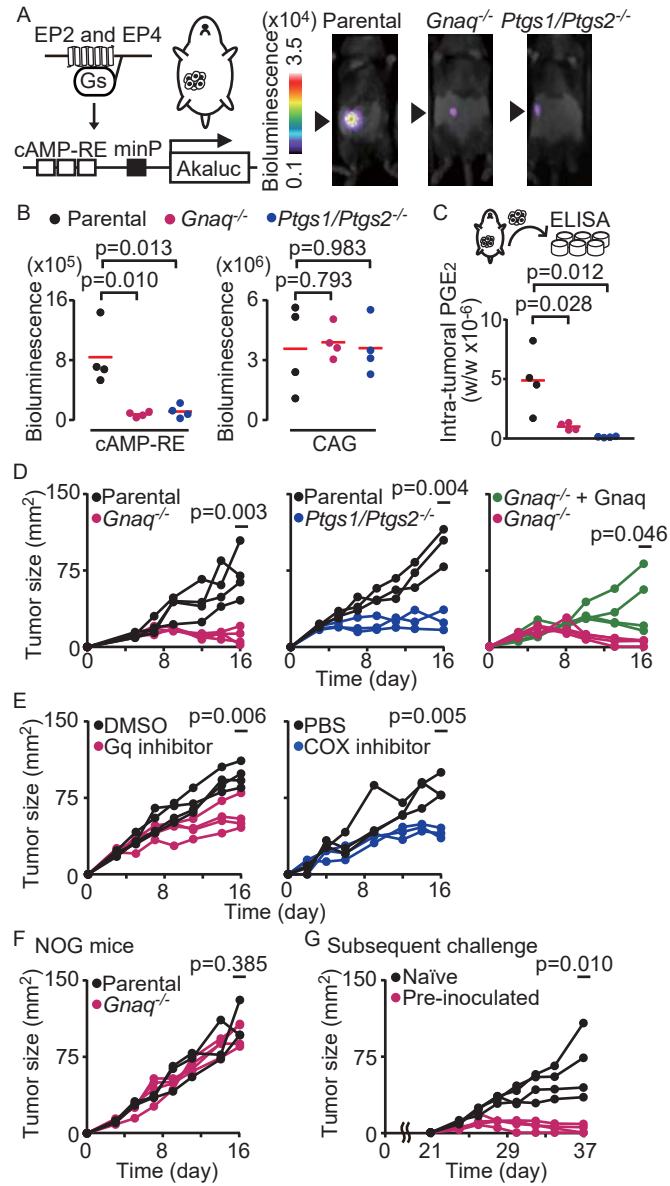 A
EP2 and EP4
Gs
cAMP-RE minP
Akaluc
Bioluminescence (x10⁴)
0.1 3.5
Parental Gnaq-/- Ptgs1/Ptgs2-/-
B
Parental Gnaq-/- Ptgs1/Ptgs2-/-
Bioluminescence (x10⁵)
p=0.013
p=0.010
16
8
0
cAMP-RE
Bioluminescence (x10⁶)
p=0.983
p=0.793
6
3
0
CAG
C
ELISA
p=0.012
p=0.028
Intra-tumoral PGE2
(w/w x10-6)
10
5
0
D
Tumor size (mm²)
150
75
0
Parental
Gnaq-/-
p=0.003
0 8 16
Parental
Ptgs1/Ptgs2-/-
p=0.004
0 8 16
Gnaq-/- + Gnaq
Gnaq-/-
p=0.046
0 8 16
Time (day)
E
Tumor size (mm²)
150
75
0
DMSO
Gq inhibitor
p=0.006
0 8 16
PBS
COX inhibitor
p=0.005
0 8 16
Time (day)
F NOG mice
Tumor size (mm²)
150
75
0
Parental
Gnaq-/-
p=0.385
0 4 8 12 16
Time (day)
G Subsequent challenge
Tumor size (mm²)
150
75
0
Naïve
Pre-inoculated
p=0.010
0 21 29 37
Time (day)